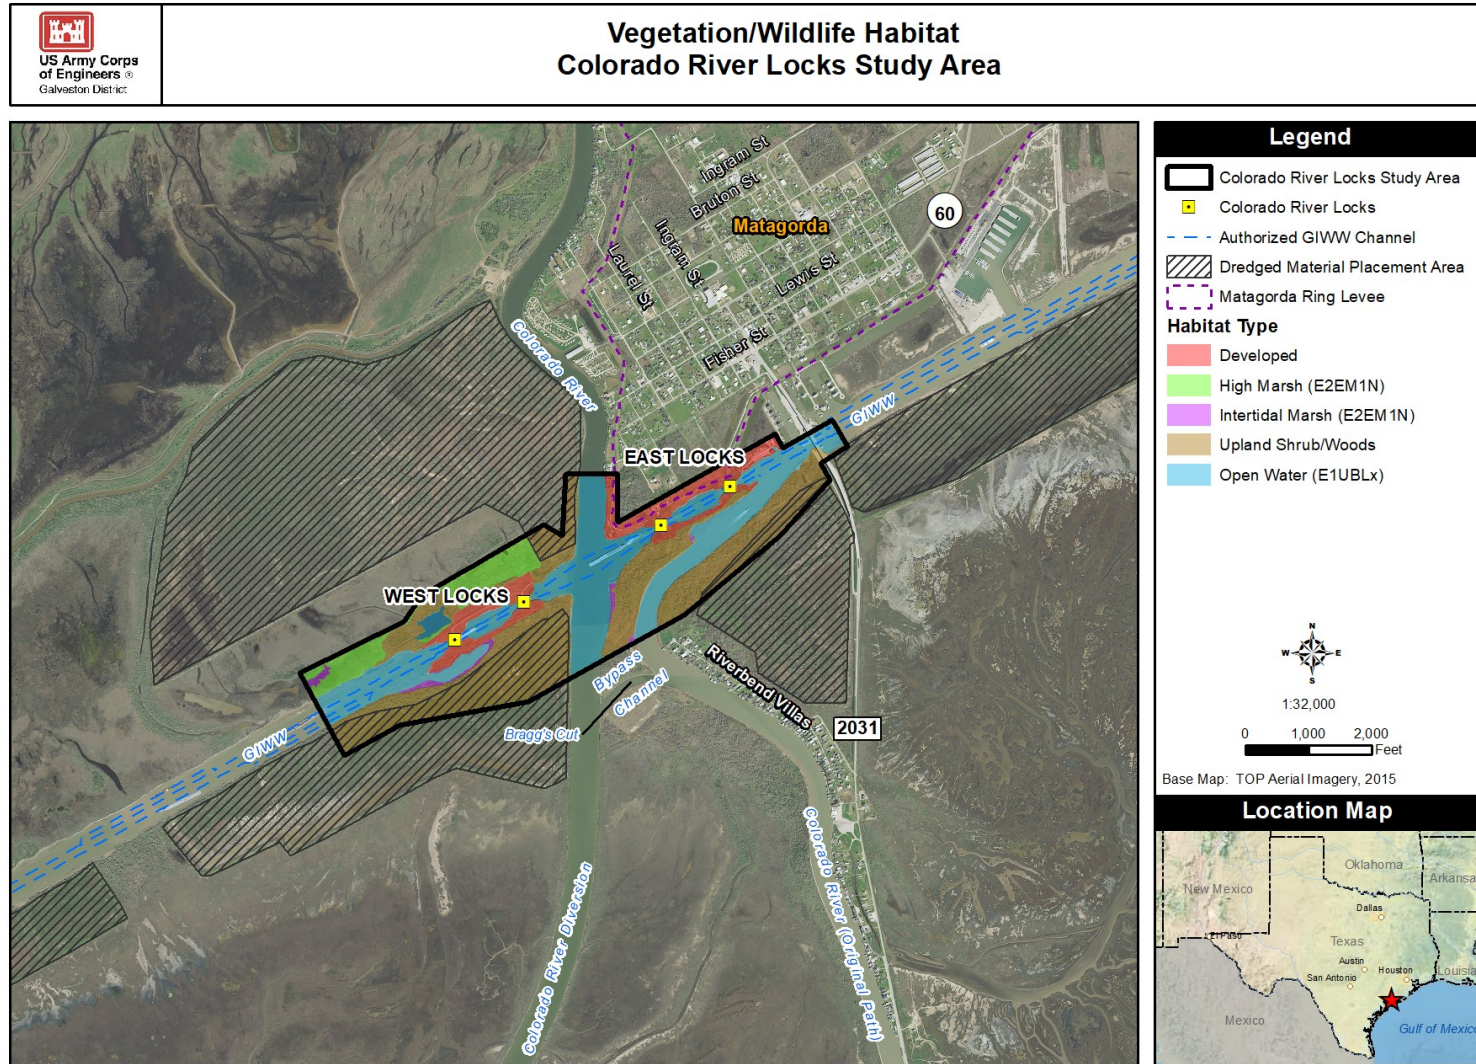 US Army Corps
of Engineers ®
Galveston District
Vegetation/Wildlife Habitat
Colorado River Locks Study Area
Ingram St
Bruton St
Matagorda
60
Ingram St
Laurel St
Lewis St
Fisher St
Colorado River
GIWW
EAST LOCKS
WEST LOCKS
Bypass
Channel
Riverbend Villas
Bragg's Cut
GIWW
2031
Colorado River Diversion
Colorado River (Original Path)
Legend
Colorado River Locks Study Area
Colorado River Locks
Authorized GIWW Channel
Dredged Material Placement Area
Matagorda Ring Levee
Habitat Type
Developed
High Marsh (E2EM1N)
Intertidal Marsh (E2EM1N)
Upland Shrub/Woods
Open Water (E1UBLx)
N
W E
S
1:32,000
0 1,000 2,000
Feet
Base Map: TOP Aerial Imagery, 2015
Location Map
Oklahoma
Arkansa
New Mexico
Dallas
El Paso
Texas
Austin
San Antonio
Houston
Louisia
Mexico
Gulf of Mexico